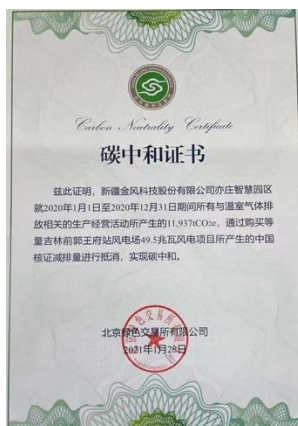 Carbon Neutrality Certificate
碳中和证书
兹此证明，新疆金风科技股份有限公司亦庄智慧园区
就2020年1月1日至2020年12月31日期间所有与温室气体排
放相关的生产经营活动所产生的11,937tCO2e，通过购买等
量吉林前郭王府站风电场49.5兆瓦风电项目所产生的中国
核证减排量进行抵消，实现碳中和。
北京绿色交易所有限公司
2021年1月28日